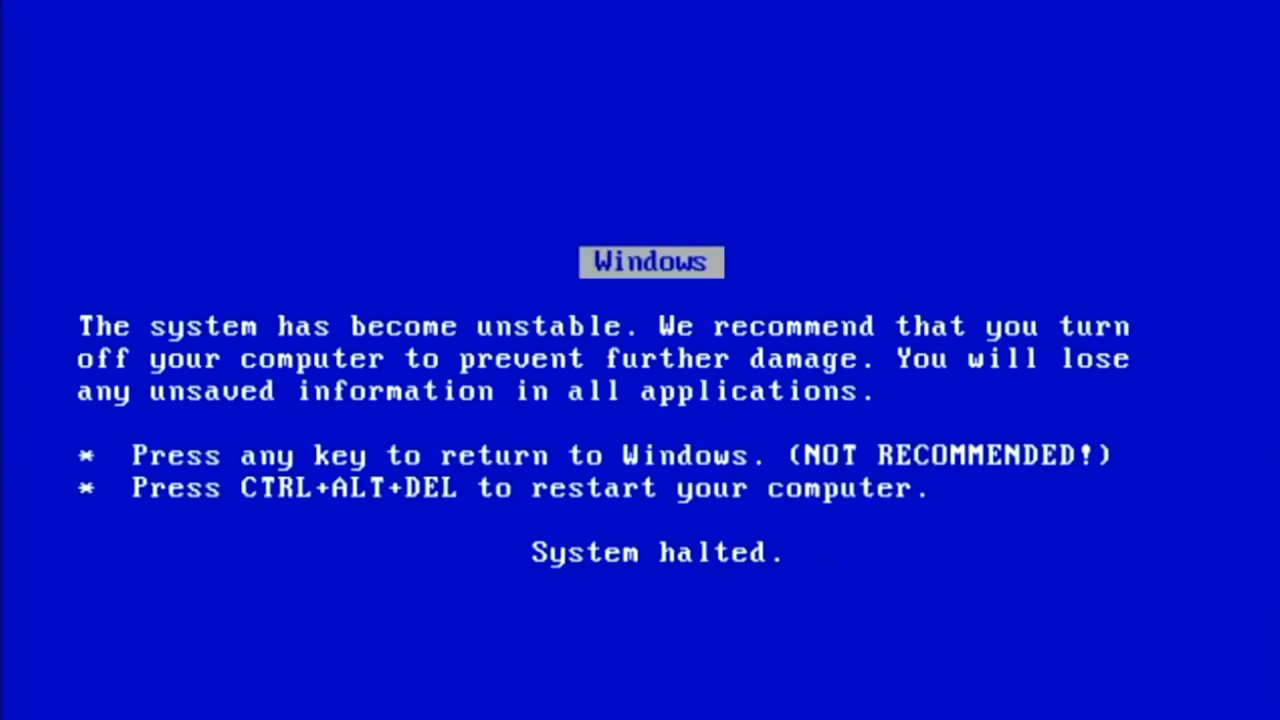 Windows
The system has become unstable. We recommend that you turn
off your computer to prevent further damage. You will lose
any unsaved information in all applications.
* Press any key to return to Windows. (NOT RECOMMENDED!)
* Press CTRL+ALT+DEL to restart your computer.
System halted.